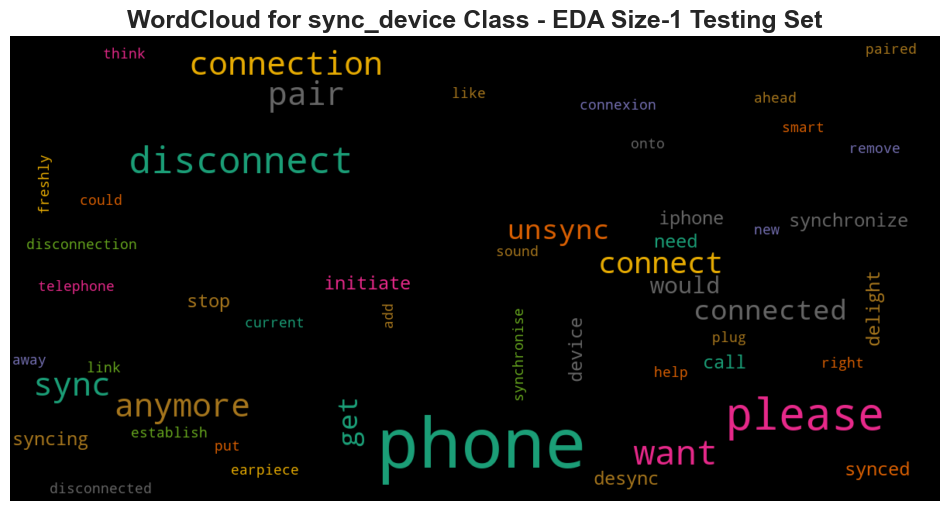 WordCloud for sync_device Class - EDA Size-1 Testing Set
think
connection
paired
pair
like
connexion
ahead
smart
onto
remove
disconnect
freshly
could
unsync
iphone
synchronize
new
need
disconnection
sound
connect
telephone
initiate
would
stop
connected
delight
current
add
synchronise
device
plug
away
link
call
right
help
sync
anymore
get
phone
please
syncing
establish
put
want
earpiece
desync
synced
disconnected